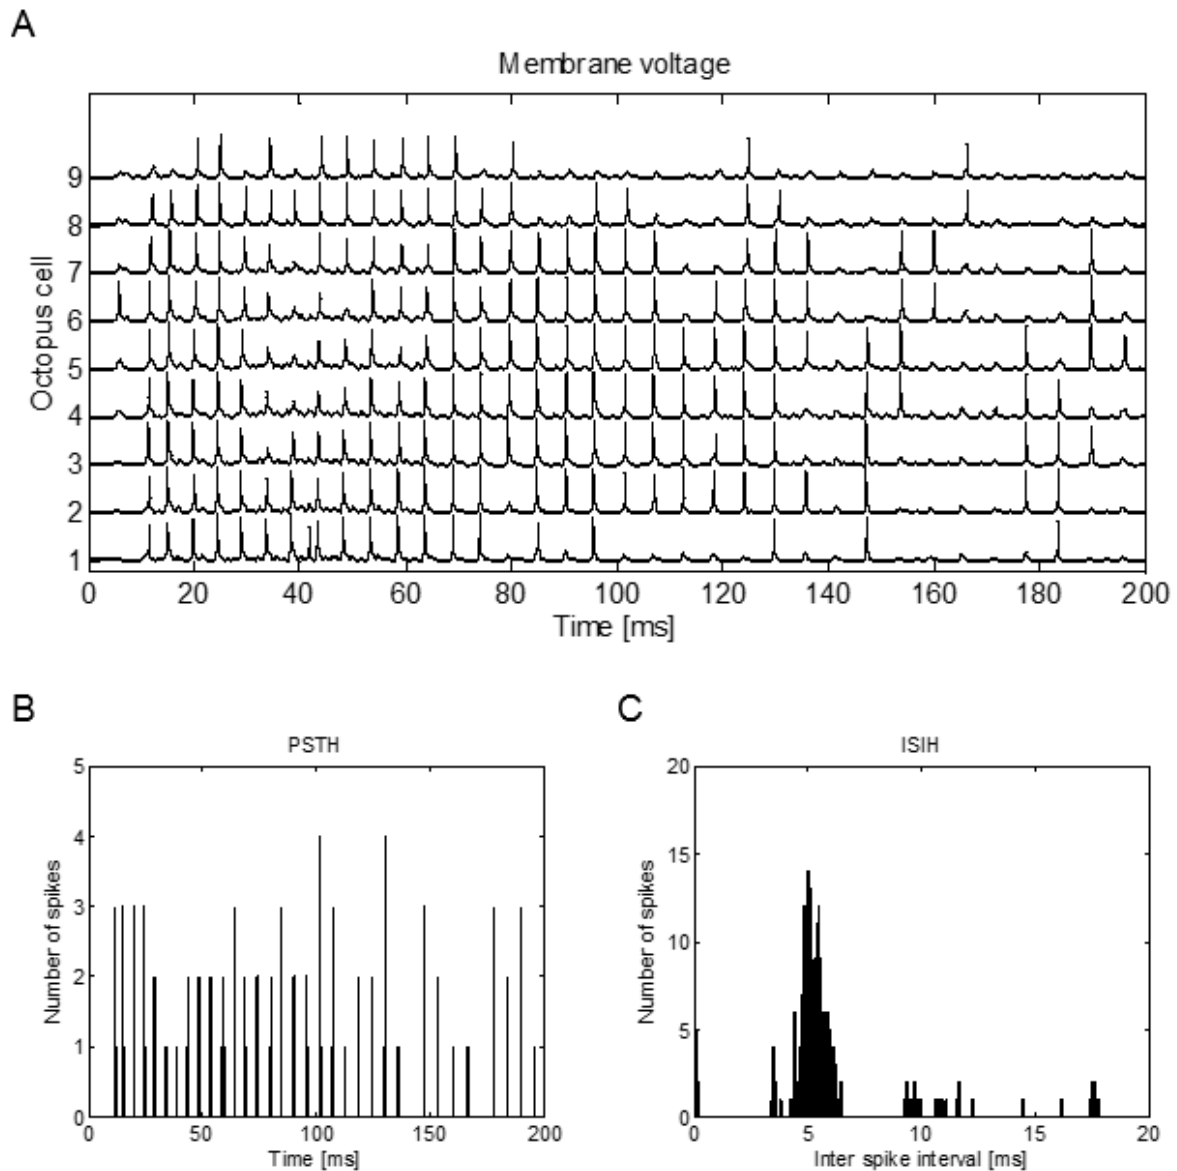 A
Membrane voltage
Octopus cell
9
8
7
6
5
4
3
2
1
0 20 40 60 80 100 120 140 160 180 200
Time [ms]
B
PSTH
Number of spikes
5
4
3
2
1
0
0 50 100 150 200
Time [ms]
C
ISIH
Number of spikes
20
15
10
5
0
0 5 10 15 20
Inter spike interval [ms]